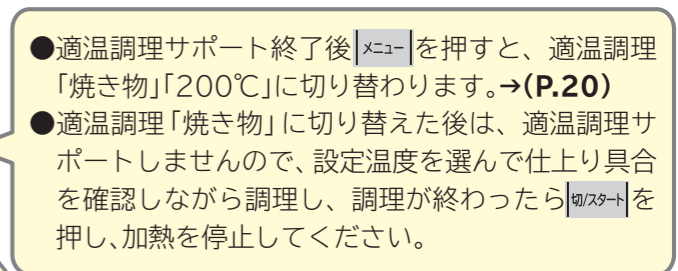 ●適温調理サポート終了後メニューを押すと、適温調理
「焼き物」「200℃」に切り替わります。→(P.20)
●適温調理「焼き物」に切り替えた後は、適温調理サ
ポートしませんので、設定温度を選んで仕上り具合
を確認しながら調理し、調理が終わったら切/スタートを
押し、加熱を停止してください。